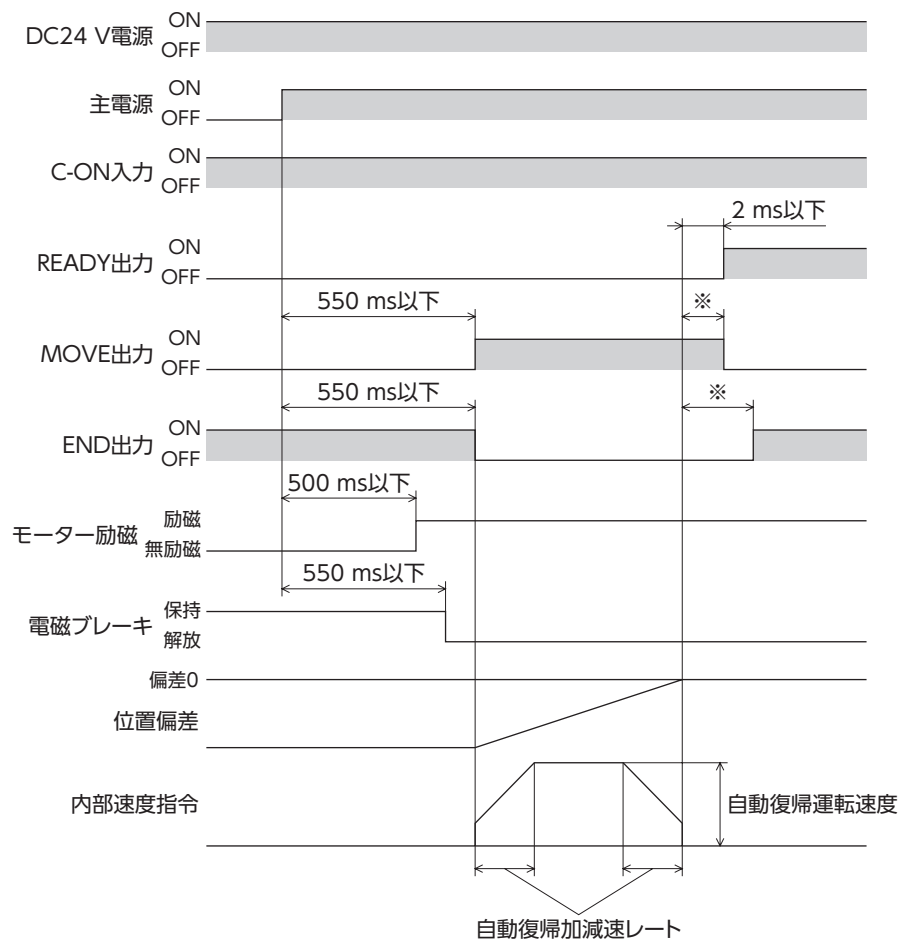 DC24 V電源 ON
OFF
主電源 ON
OFF
C-ON入力 ON
OFF
2 ms以下
READY出力 ON
OFF
550 ms以下 ※
MOVE出力 ON
OFF
550 ms以下 ※
END出力 ON
OFF
500 ms以下
モーター励磁 励磁
無励磁
550 ms以下
電磁ブレーキ 保持
解放
偏差0
位置偏差
内部速度指令 自動復帰運転速度
自動復帰加減速レート